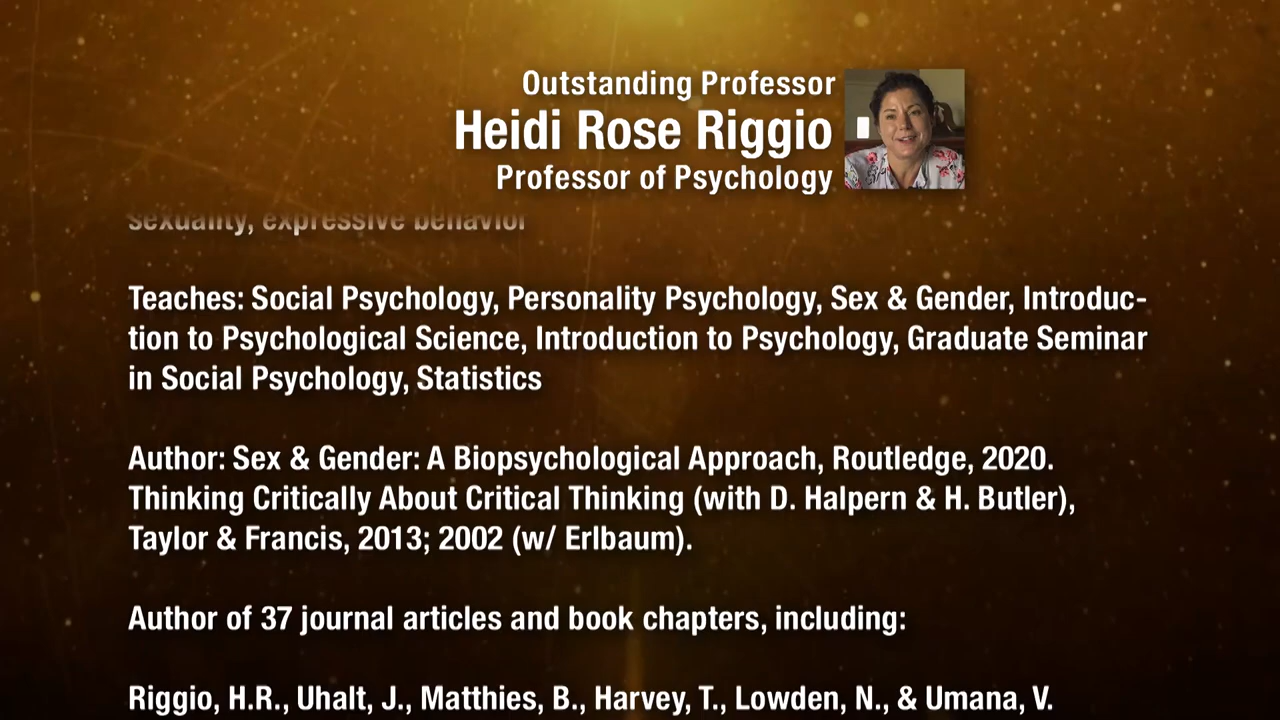 Outstanding Professor
Heidi Rose Riggio
Professor of Psychology
sexuality, expressive behavior
Teaches: Social Psychology, Personality Psychology, Sex & Gender, Introduc-
tion to Psychological Science, Introduction to Psychology, Graduate Seminar
in Social Psychology, Statistics
Author: Sex & Gender: A Biopsychological Approach, Routledge, 2020.
Thinking Critically About Critical Thinking (with D. Halpern & H. Butler),
Taylor & Francis, 2013; 2002 (w/ Erlbaum).
Author of 37 journal articles and book chapters, including:
Riggio, H.R., Uhalt, J., Matthies, B., Harvey, T., Lowden, N., & Umana, V.